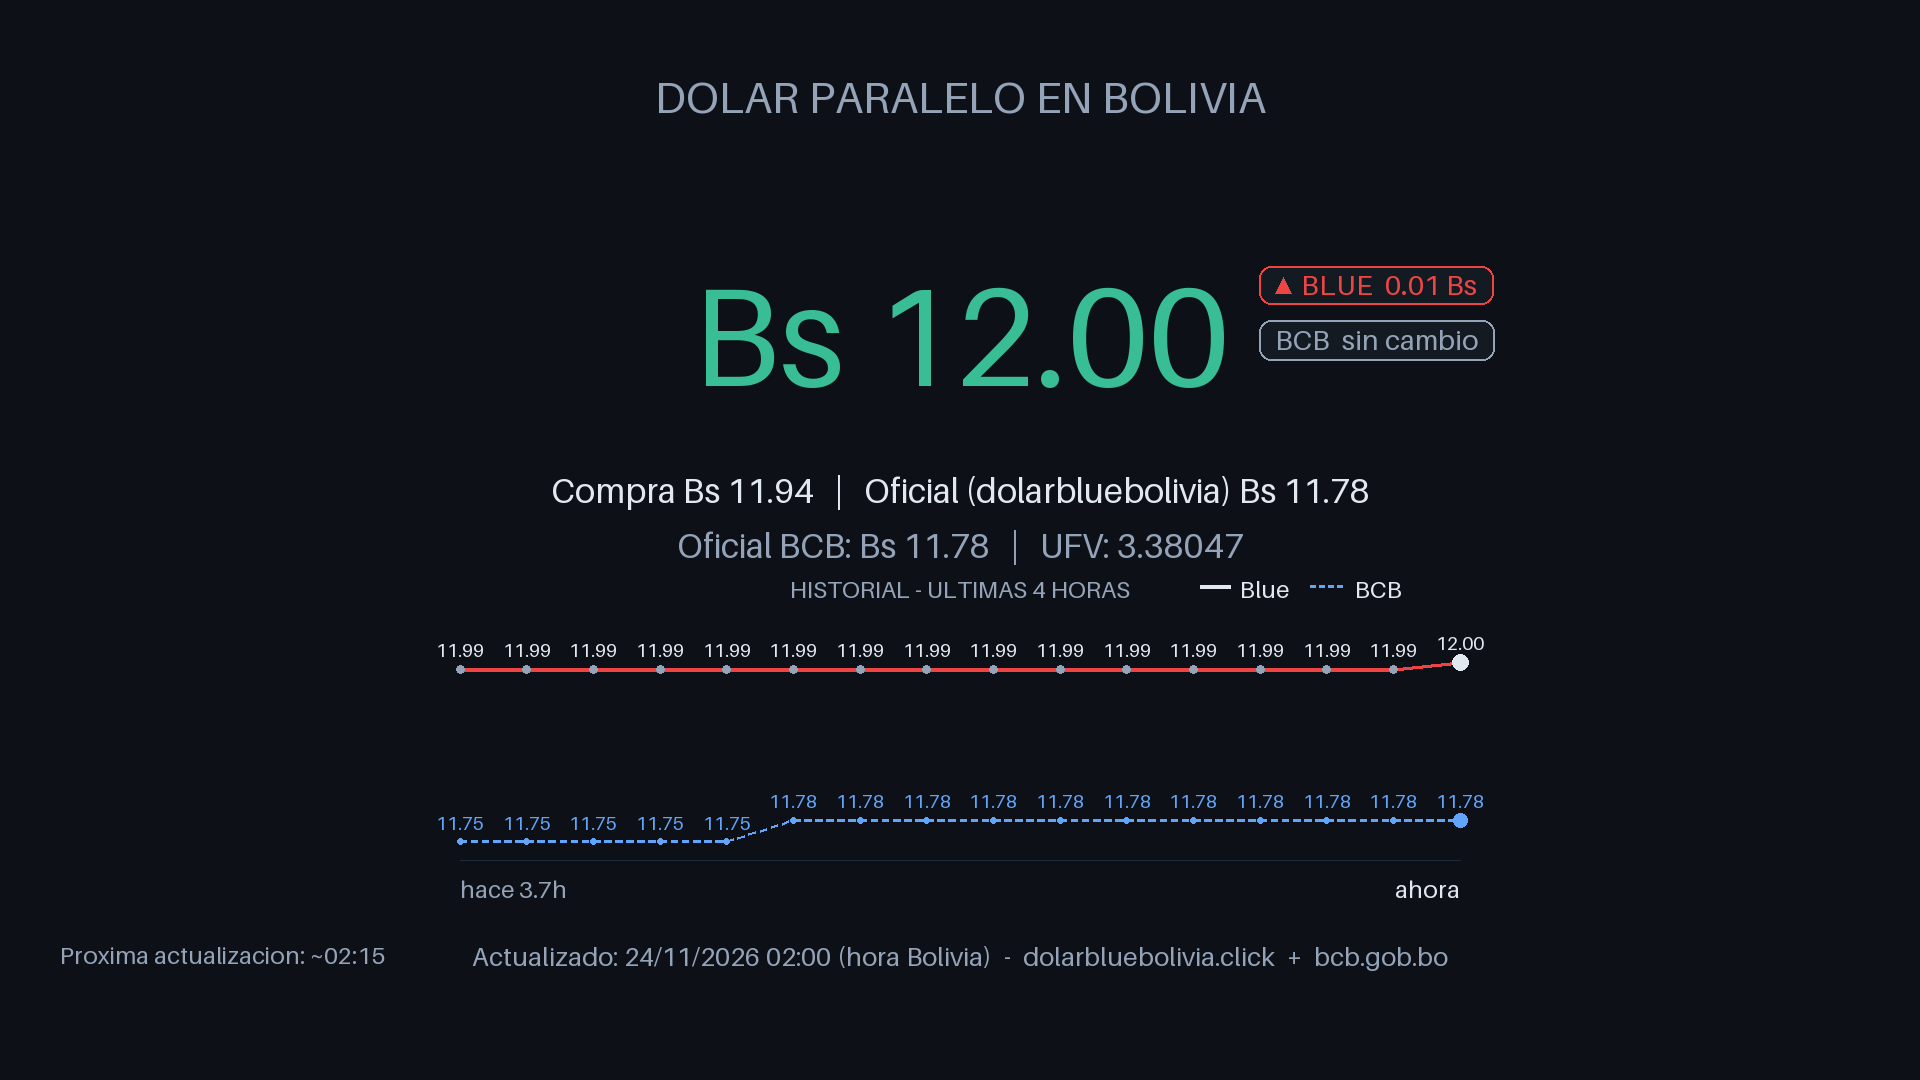 DOLAR PARALELO EN BOLIVIA
Bs 12.00
▲ BLUE 0.01 Bs
BCB sin cambio
Compra Bs 11.94 | Oficial (dolarbluebolivia) Bs 11.78
Oficial BCB: Bs 11.78 | UFV: 3.38047
HISTORIAL - ULTIMAS 4 HORAS Blue BCB
11.99 11.99 11.99 11.99 11.99 11.99 11.99 11.99 11.99 11.99 11.99 11.99 11.99 11.99 11.99 12.00
11.75 11.75 11.75 11.75 11.75 11.78 11.78 11.78 11.78 11.78 11.78 11.78 11.78 11.78 11.78 11.78
hace 3.7h ahora
Proxima actualizacion: ~02:15 Actualizado: 24/11/2026 02:00 (hora Bolivia) - dolarbluebolivia.click + bcb.gob.bo